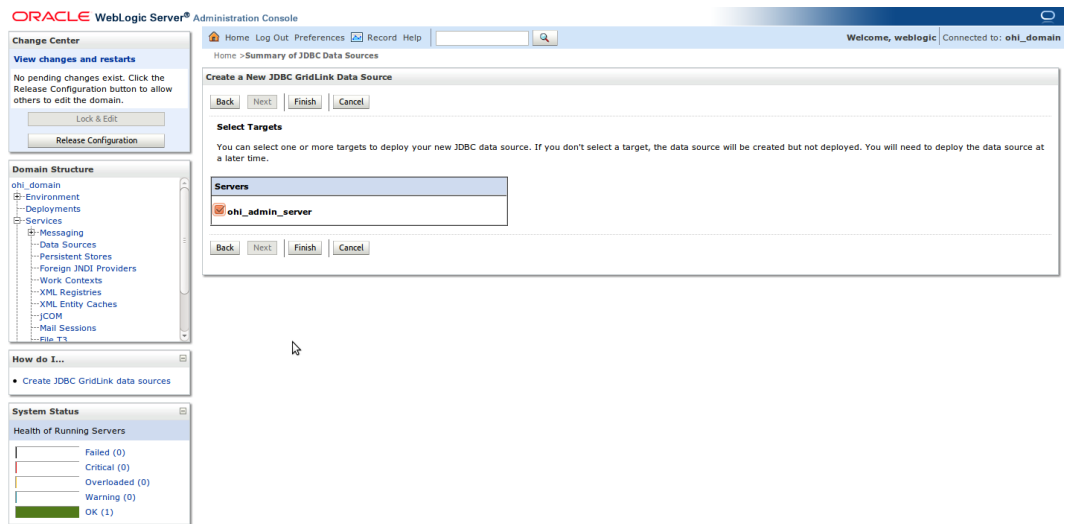 ORACLE WebLogic Server® Administration Console
Change Center
View changes and restarts
No pending changes exist. Click the
Release Configuration button to allow
others to edit the domain.
Lock & Edit
Release Configuration
Domain Structure
ohi_domain
Environment
Deployments
Services
Messaging
Data Sources
Persistent Stores
Foreign JNDI Providers
Work Contexts
XML Registries
XML Entity Caches
jCOM
Mail Sessions
File T3
How do I...
Create JDBC GridLink data sources
System Status
Health of Running Servers
Failed (0)
Critical (0)
Overloaded (0)
Warning (0)
OK (1)
Home Log Out Preferences Record Help
Welcome, weblogic Connected to: ohi_domain
Home >Summary of JDBC Data Sources
Create a New JDBC GridLink Data Source
Back Next Finish Cancel
Select Targets
You can select one or more targets to deploy your new JDBC data source. If you don't select a target, the data source will be created but not deployed. You will need to deploy the data source at
a later time.
Servers
ohi_admin_server
Back Next Finish Cancel